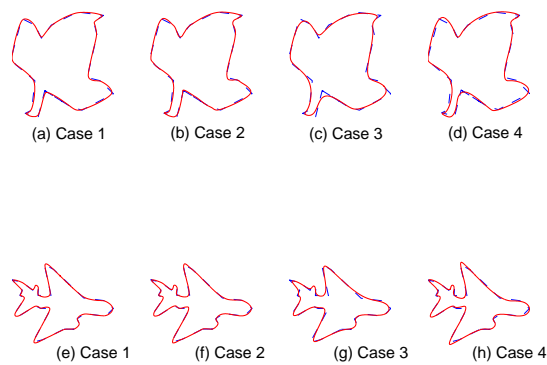 (a) Case 1
(b) Case 2
(c) Case 3
(d) Case 4
(e) Case 1
(f) Case 2
(g) Case 3
(h) Case 4